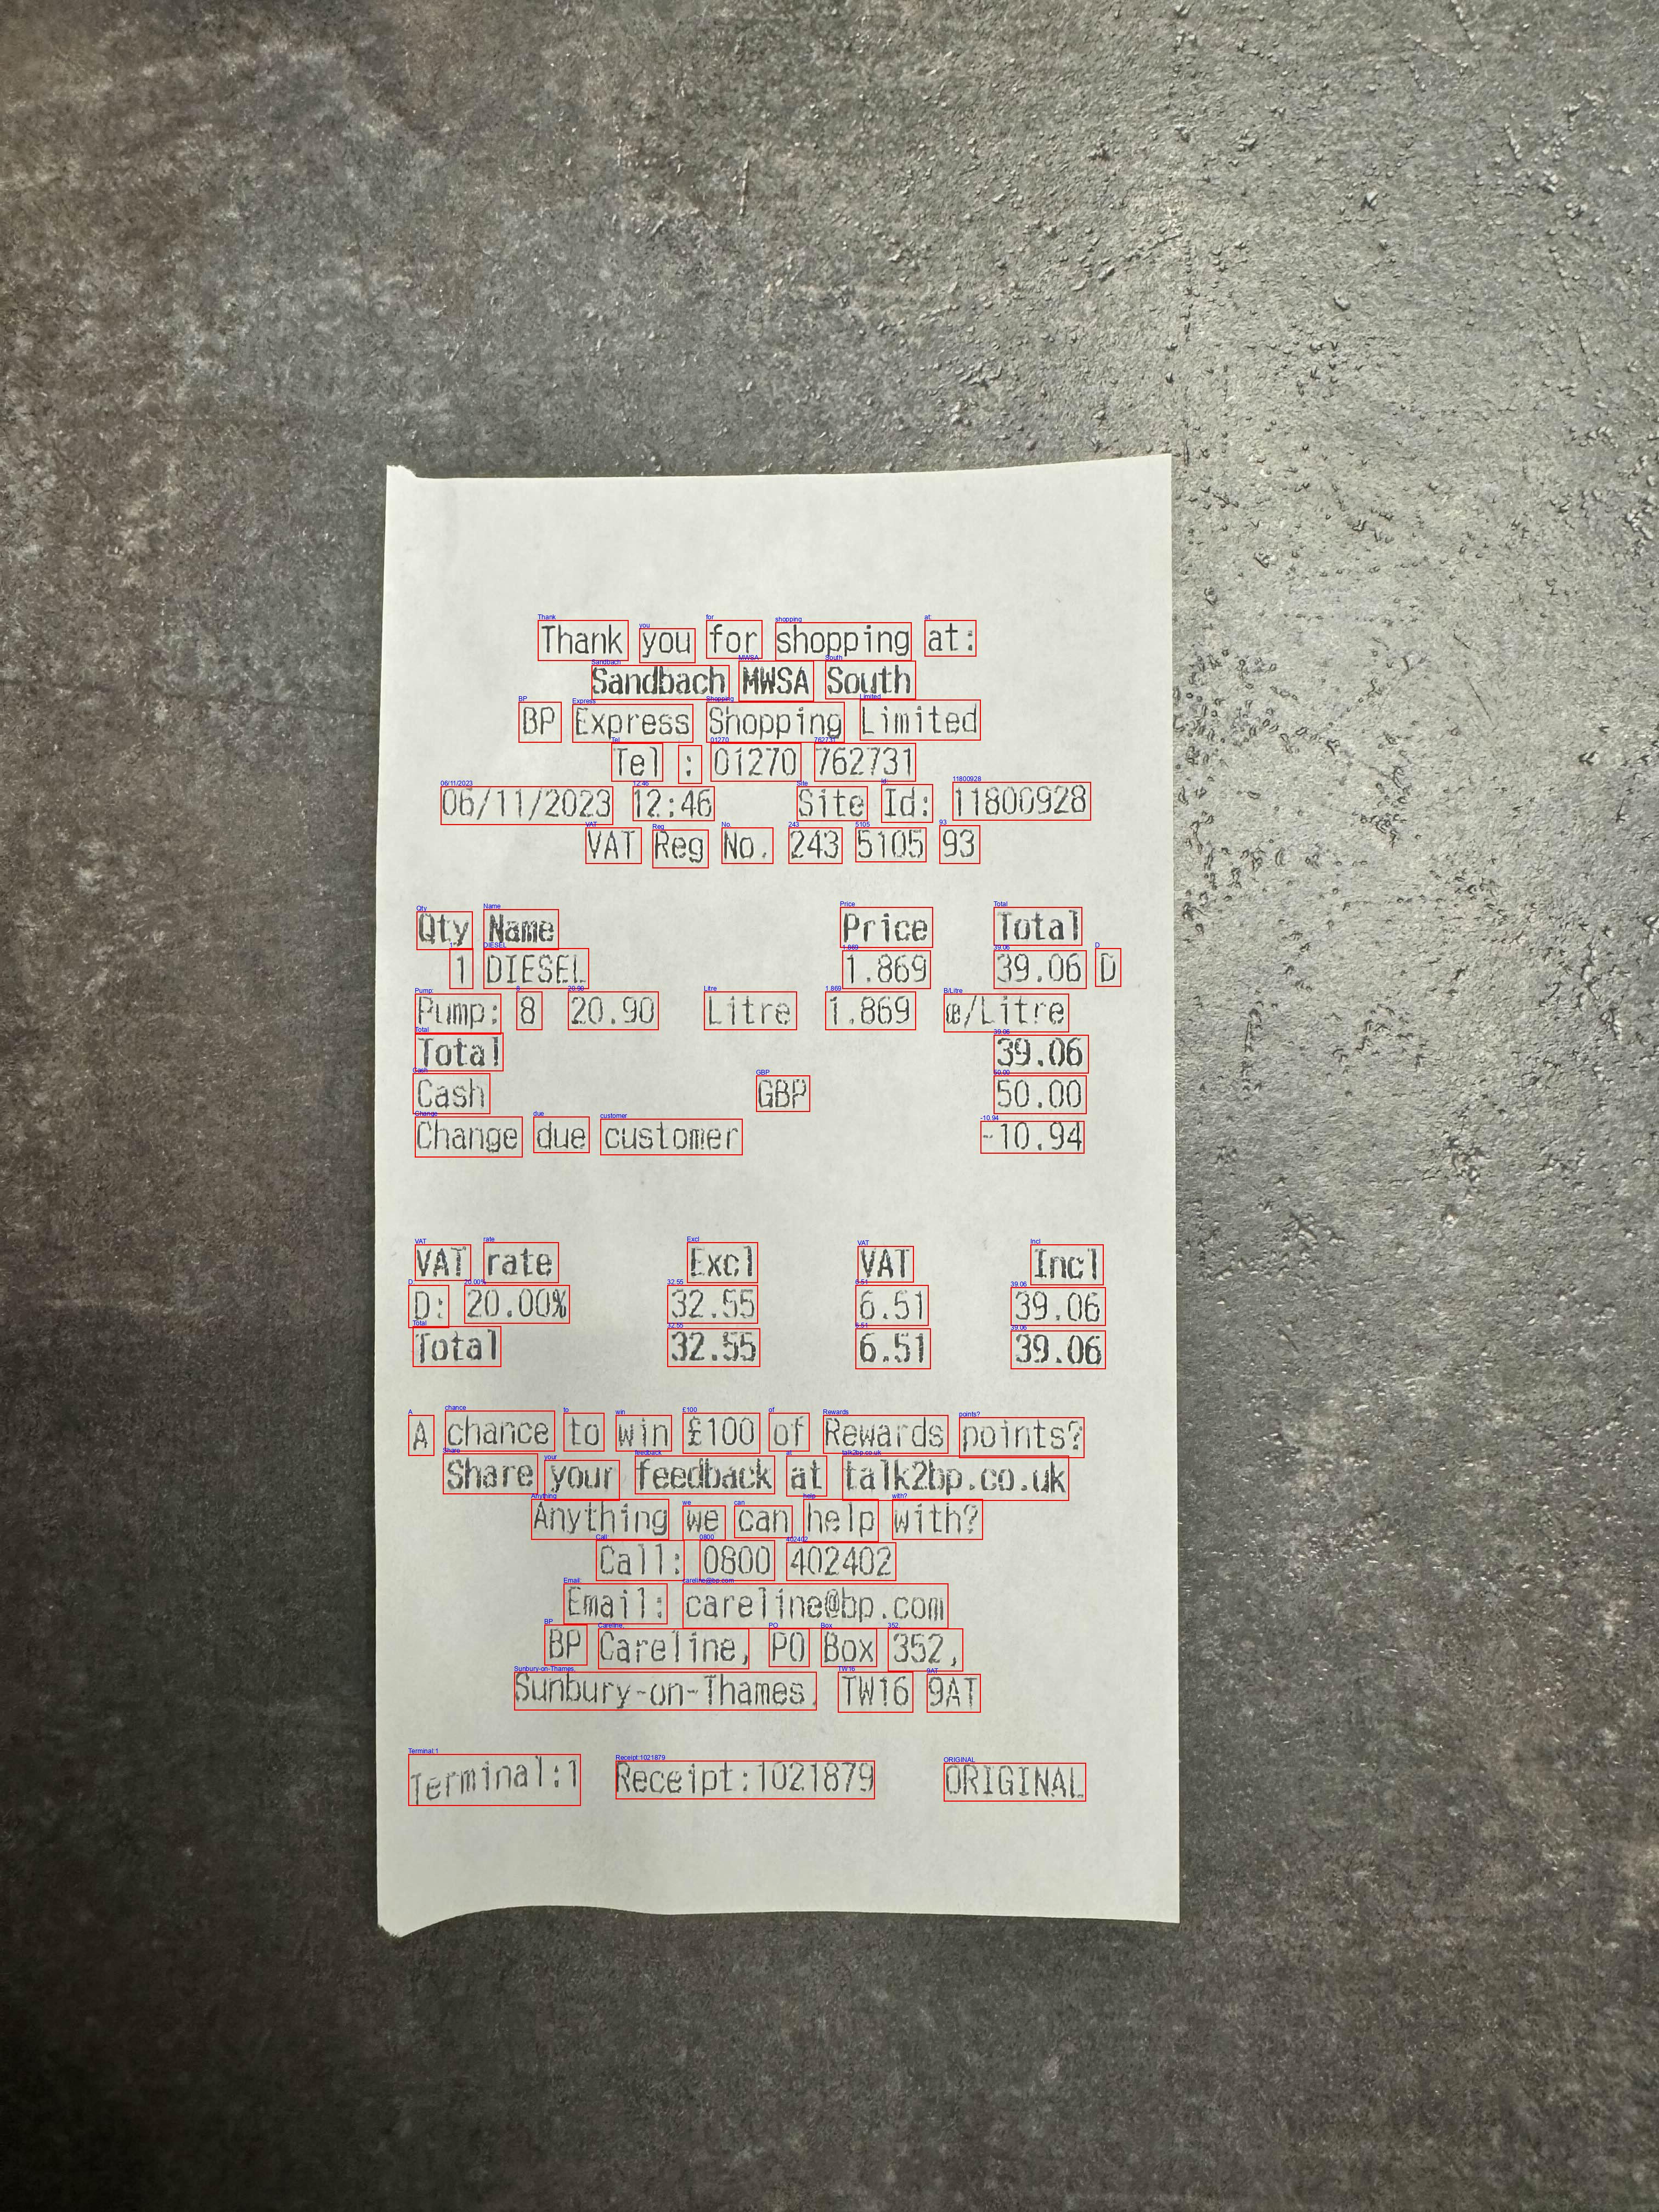 Thank you for shopping at:
Sandbach MWSA South
BP Express Shopping Limited
Tel : 01270 762731
06/11/2023 12:46 Site Id: 11800928
VAT Reg No. 243 5105 93
Qty Name Price Total
1 DIESEL 1.869 39.06 D
Pump: 8 20.90 Litre 1.869 /Litre
Total 39.06
Cash GBP 50.00
Change due customer -10.94
VAT rate Excl VAT Incl
D: 20.00% 32.55 6.51 39.06
Total 32.55 6.51 39.06
A chance to win £100 of Rewards points?
Share your feedback at talk2bp.co.uk
Anything we can help with?
Call: 0800 402402
Email: careline@bp.com
BP Careline, PO Box 352,
Sunbury-on-Thames, TW16 9AT
Terminal:1 Receipt:1021879 ORIGINAL